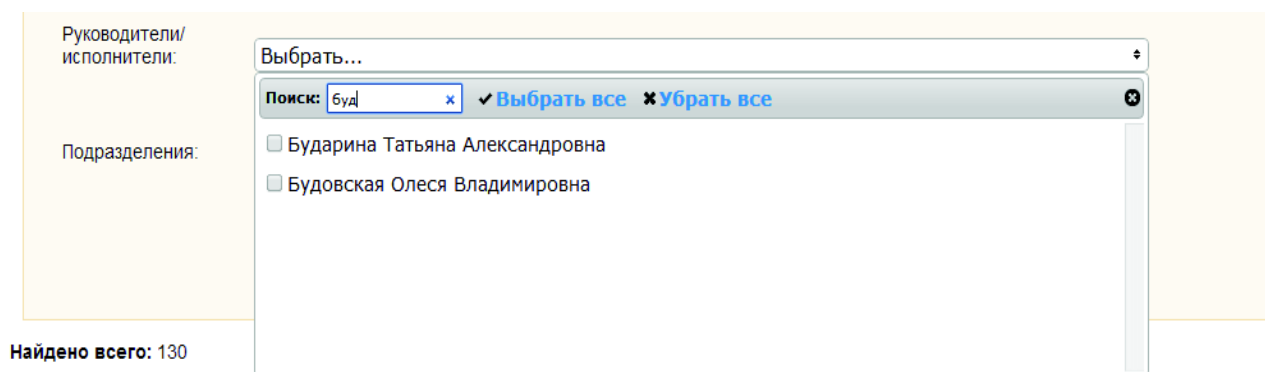 Руководители/
исполнители:
Выбрать...
Поиск: буд Выбрать все Убрать все
Бударина Татьяна Александровна
Подразделения:
Будовская Олеся Владимировна
Найдено всего: 130